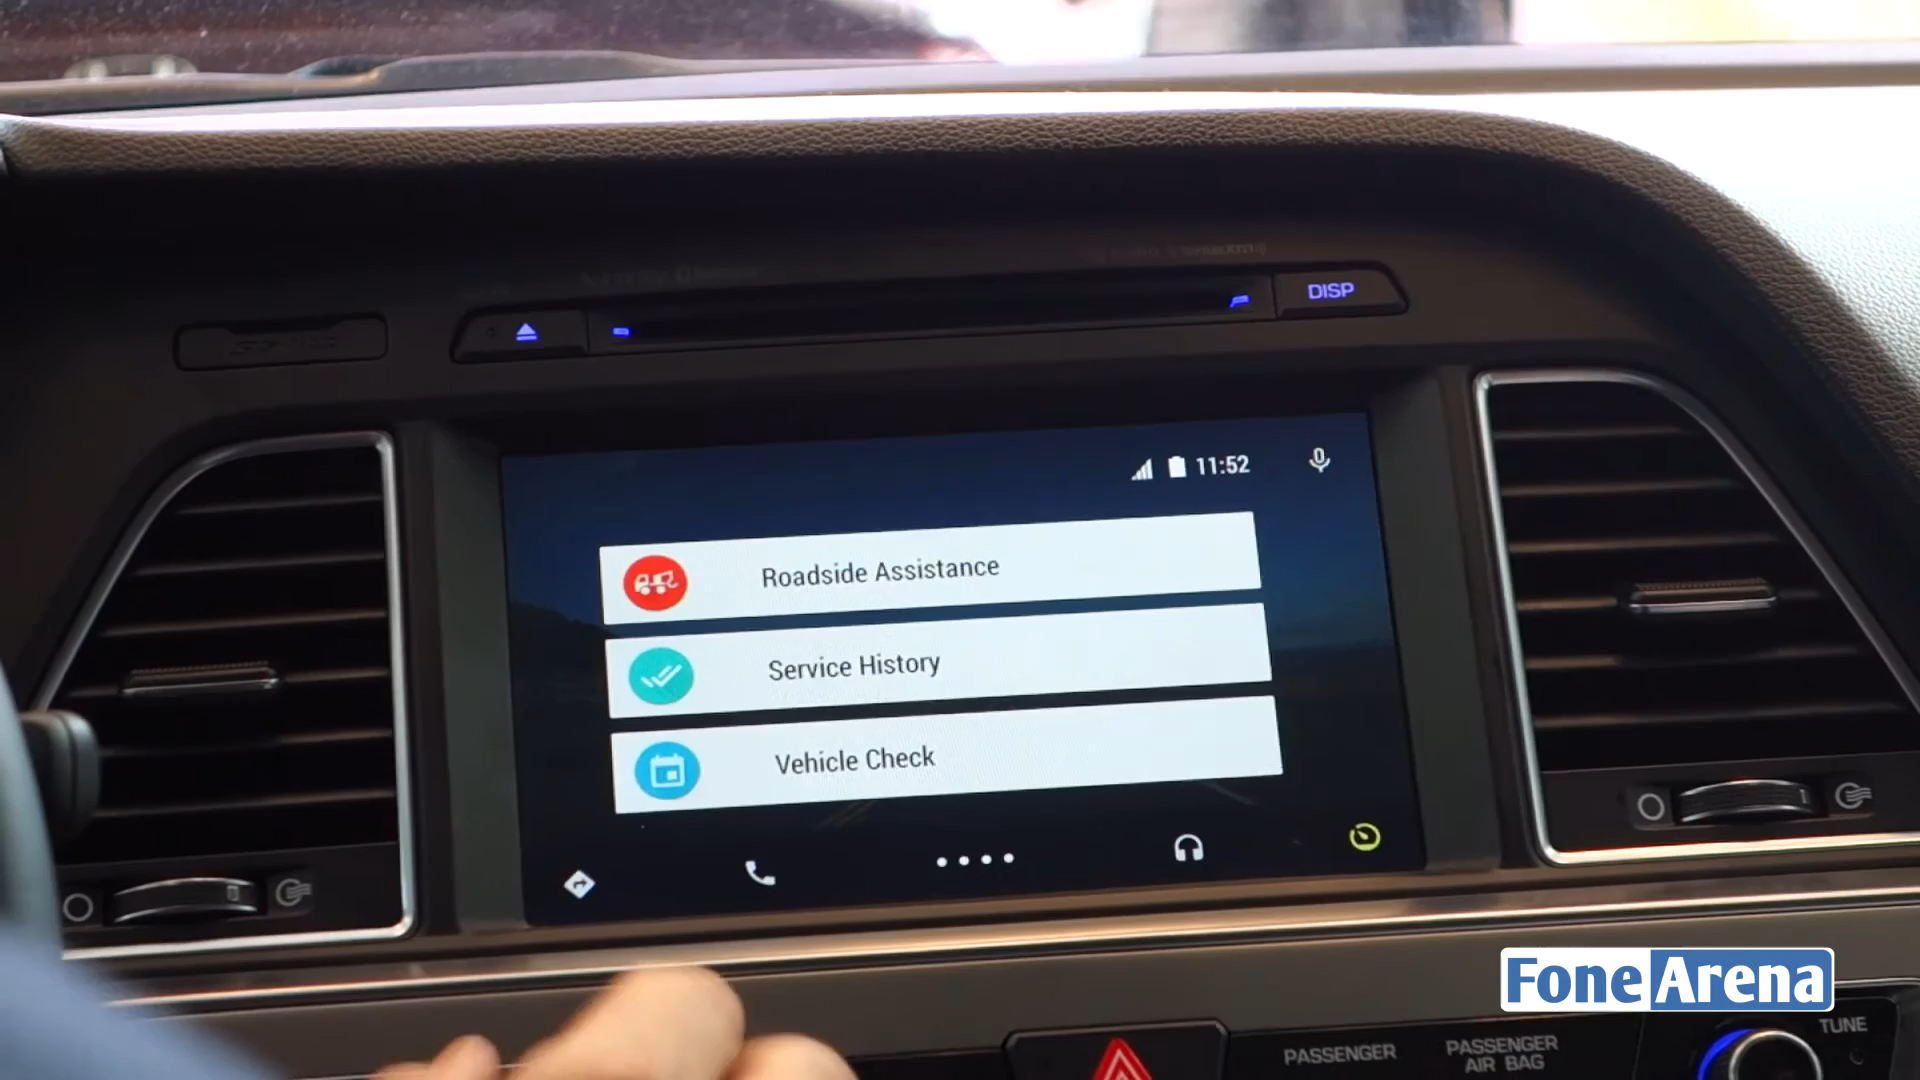 DISP
11:52
Roadside Assistance
Service History
Vehicle Check
FoneArena
TUNE
PASSENGER
PASSENGER
AIR BAG